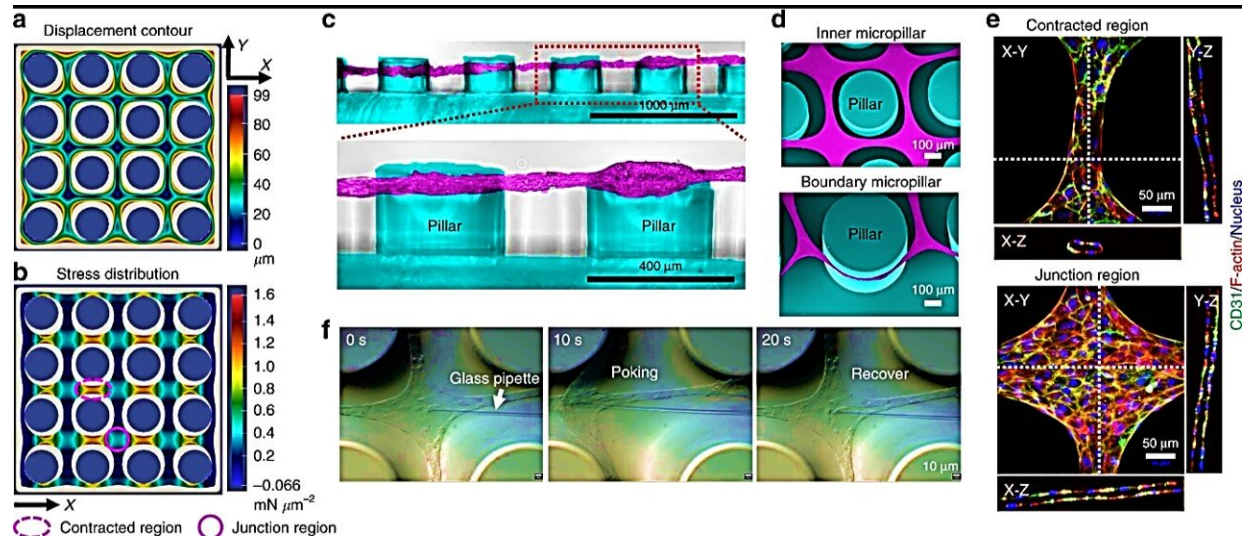 a
Displacement contour
Y
X
99
80
60
40
20
0
μm
b
Stress distribution
1.6
1.4
1.2
1.0
0.8
0.6
0.4
0.2
−0.066
mN μm⁻²
X
Contracted region
Junction region
c
1000 μm
Pillar
Pillar
400 μm
d
Inner micropillar
Pillar
100 μm
Boundary micropillar
Pillar
100 μm
e
Contracted region
X-Y
Y-Z
50 μm
X-Z
Junction region
X-Y
Y-Z
50 μm
X-Z
CD31/F-actin/Nucleus
f
0 s
Glass pipette
10 s
Poking
20 s
Recover
10 μm